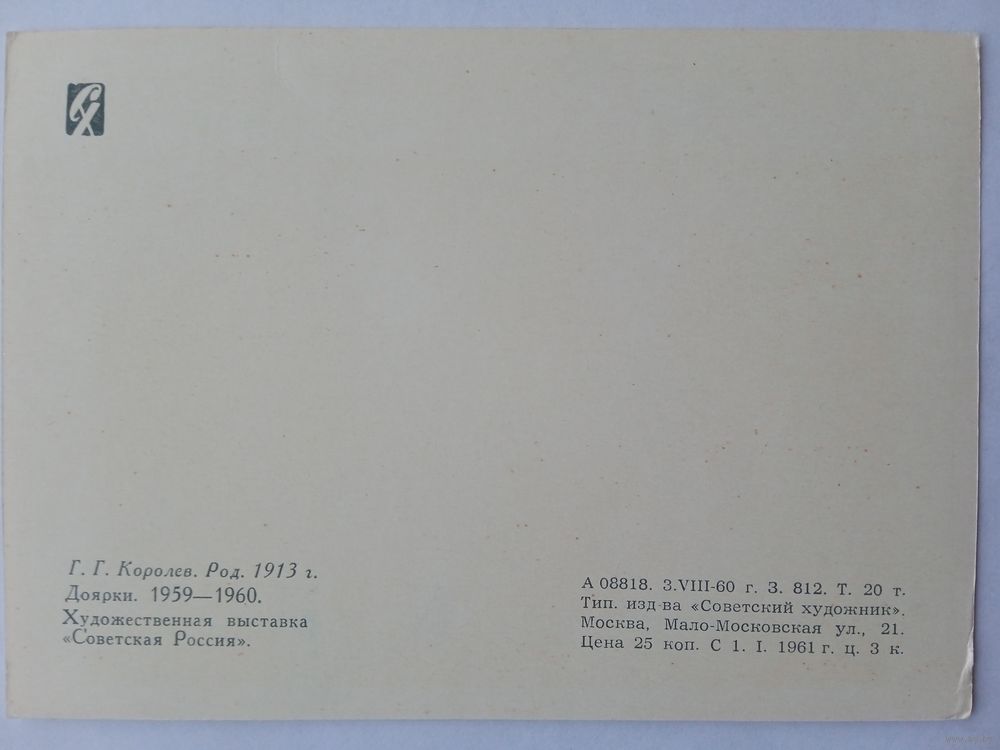 СХ
Г. Г. Королев. Род. 1913 г.
Доярки. 1959—1960.
Художественная выставка
«Советская Россия».
А 08818. 3.VIII-60 г. З. 812. Т. 20 т.
Тип. изд-ва «Советский художник».
Москва, Мало-Московская ул., 21.
Цена 25 коп. С 1. I. 1961 г. ц. 3 к.